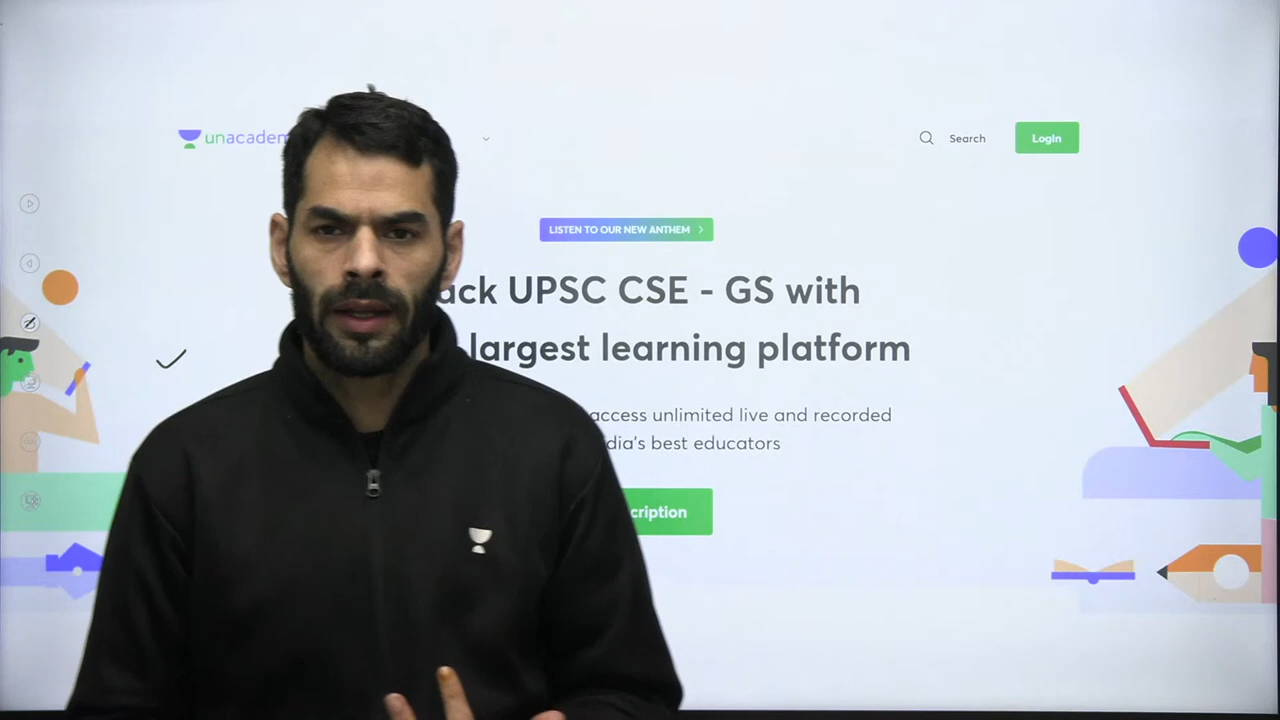 unacadem
Search
LogIn
LISTEN TO OUR NEW ANTHEM
ack UPSC CSE - GS with
largest learning platform
access unlimited live and recorded
dia's best educators
cription